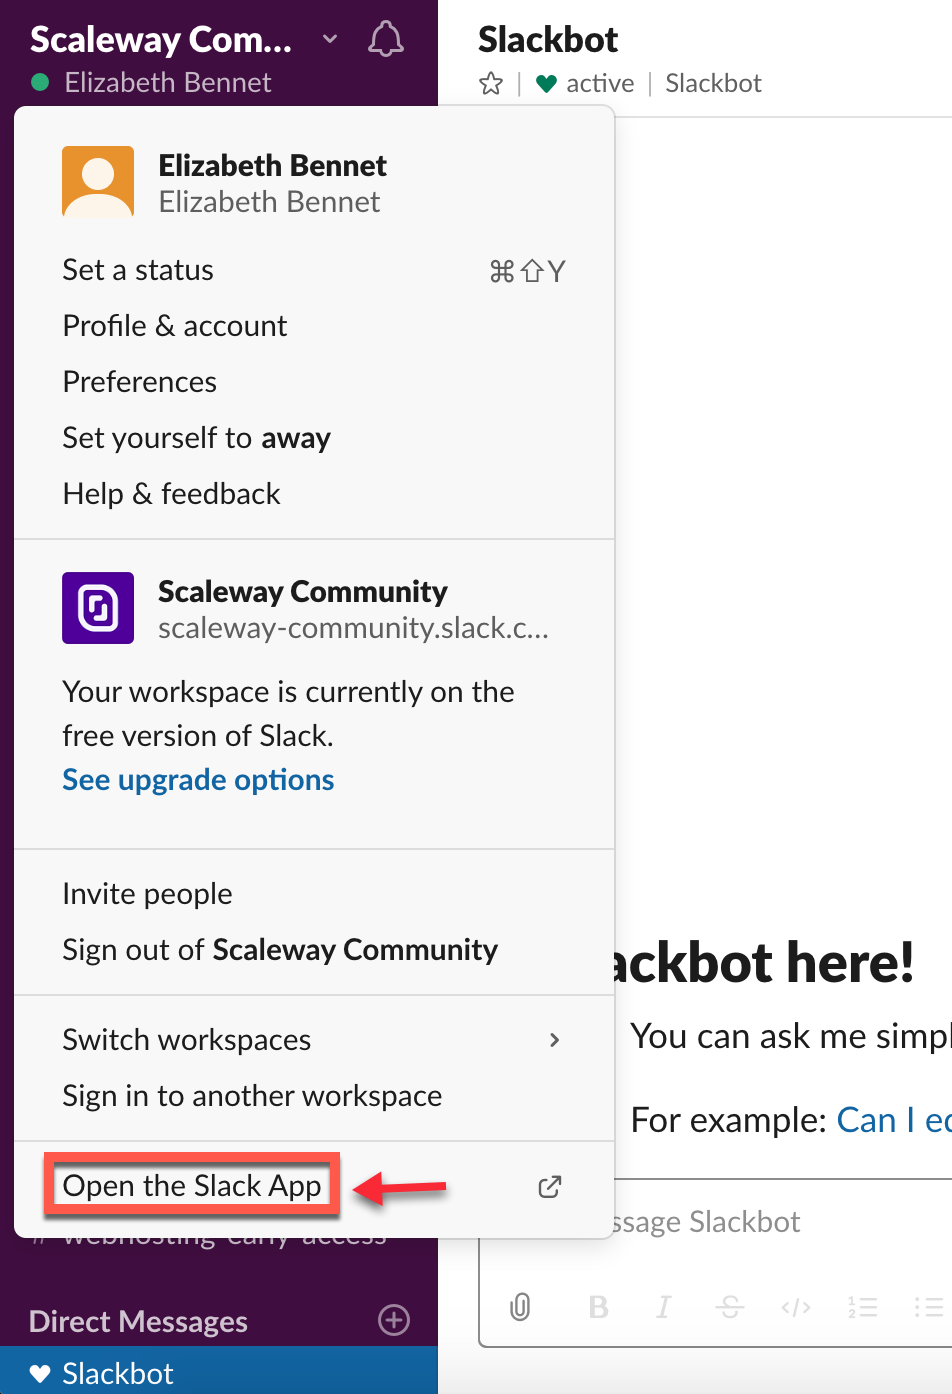 Scaleway Com...
Elizabeth Bennet
Slackbot
active | Slackbot
Elizabeth Bennet
Elizabeth Bennet
Set a status ⌘⇧Y
Profile & account
Preferences
Set yourself to away
Help & feedback
Scaleway Community
scaleway-community.slack.c...
Your workspace is currently on the
free version of Slack.
See upgrade options
Invite people
Sign out of Scaleway Community
Switch workspaces
Sign in to another workspace
Open the Slack App
# webhosting-early-access
Direct Messages
Slackbot
ackbot here!
You can ask me simpl
For example: Can I ed
ssage Slackbot
B I S </>